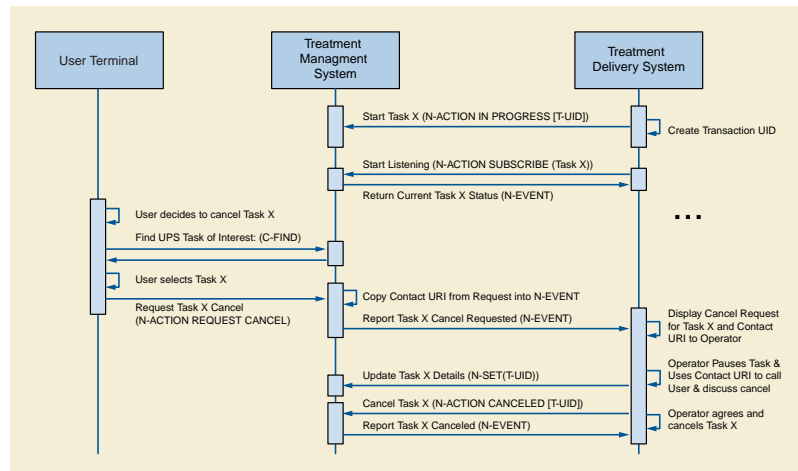 User Terminal
Treatment
Managment
System
Treatment
Delivery System
Start Task X (N-ACTION IN PROGRESS [T-UID])
Create Transaction UID
Start Listening (N-ACTION SUBSCRIBE (Task X))
Return Current Task X Status (N-EVENT)
...
User decides to cancel Task X
Find UPS Task of Interest: (C-FIND)
User selects Task X
Copy Contact URI from Request into N-EVENT
Request Task X Cancel
(N-ACTION REQUEST CANCEL)
Report Task X Cancel Requested (N-EVENT)
Display Cancel Request
for Task X and Contact
URI to Operator
Operator Pauses Task &
Uses Contact URI to call
User & discuss cancel
Update Task X Details (N-SET(T-UID))
Cancel Task X (N-ACTION CANCELED [T-UID])
Operator agrees and
cancels Task X
Report Task X Canceled (N-EVENT)